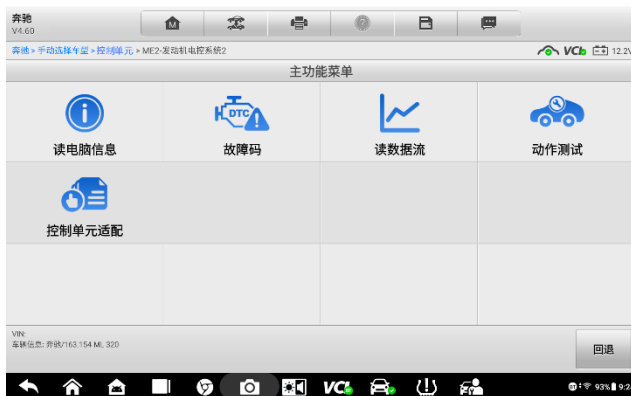 奔驰
V4.60
奔驰 > 手动选择车型 > 控制单元 > ME2-发动机电控系统2
VCI 12.2V
主功能菜单
DTC
读电脑信息
故障码
读数据流
动作测试
控制单元适配
VIN:
车辆信息: 奔驰/163.154 ML 320
回退
VCI
93%